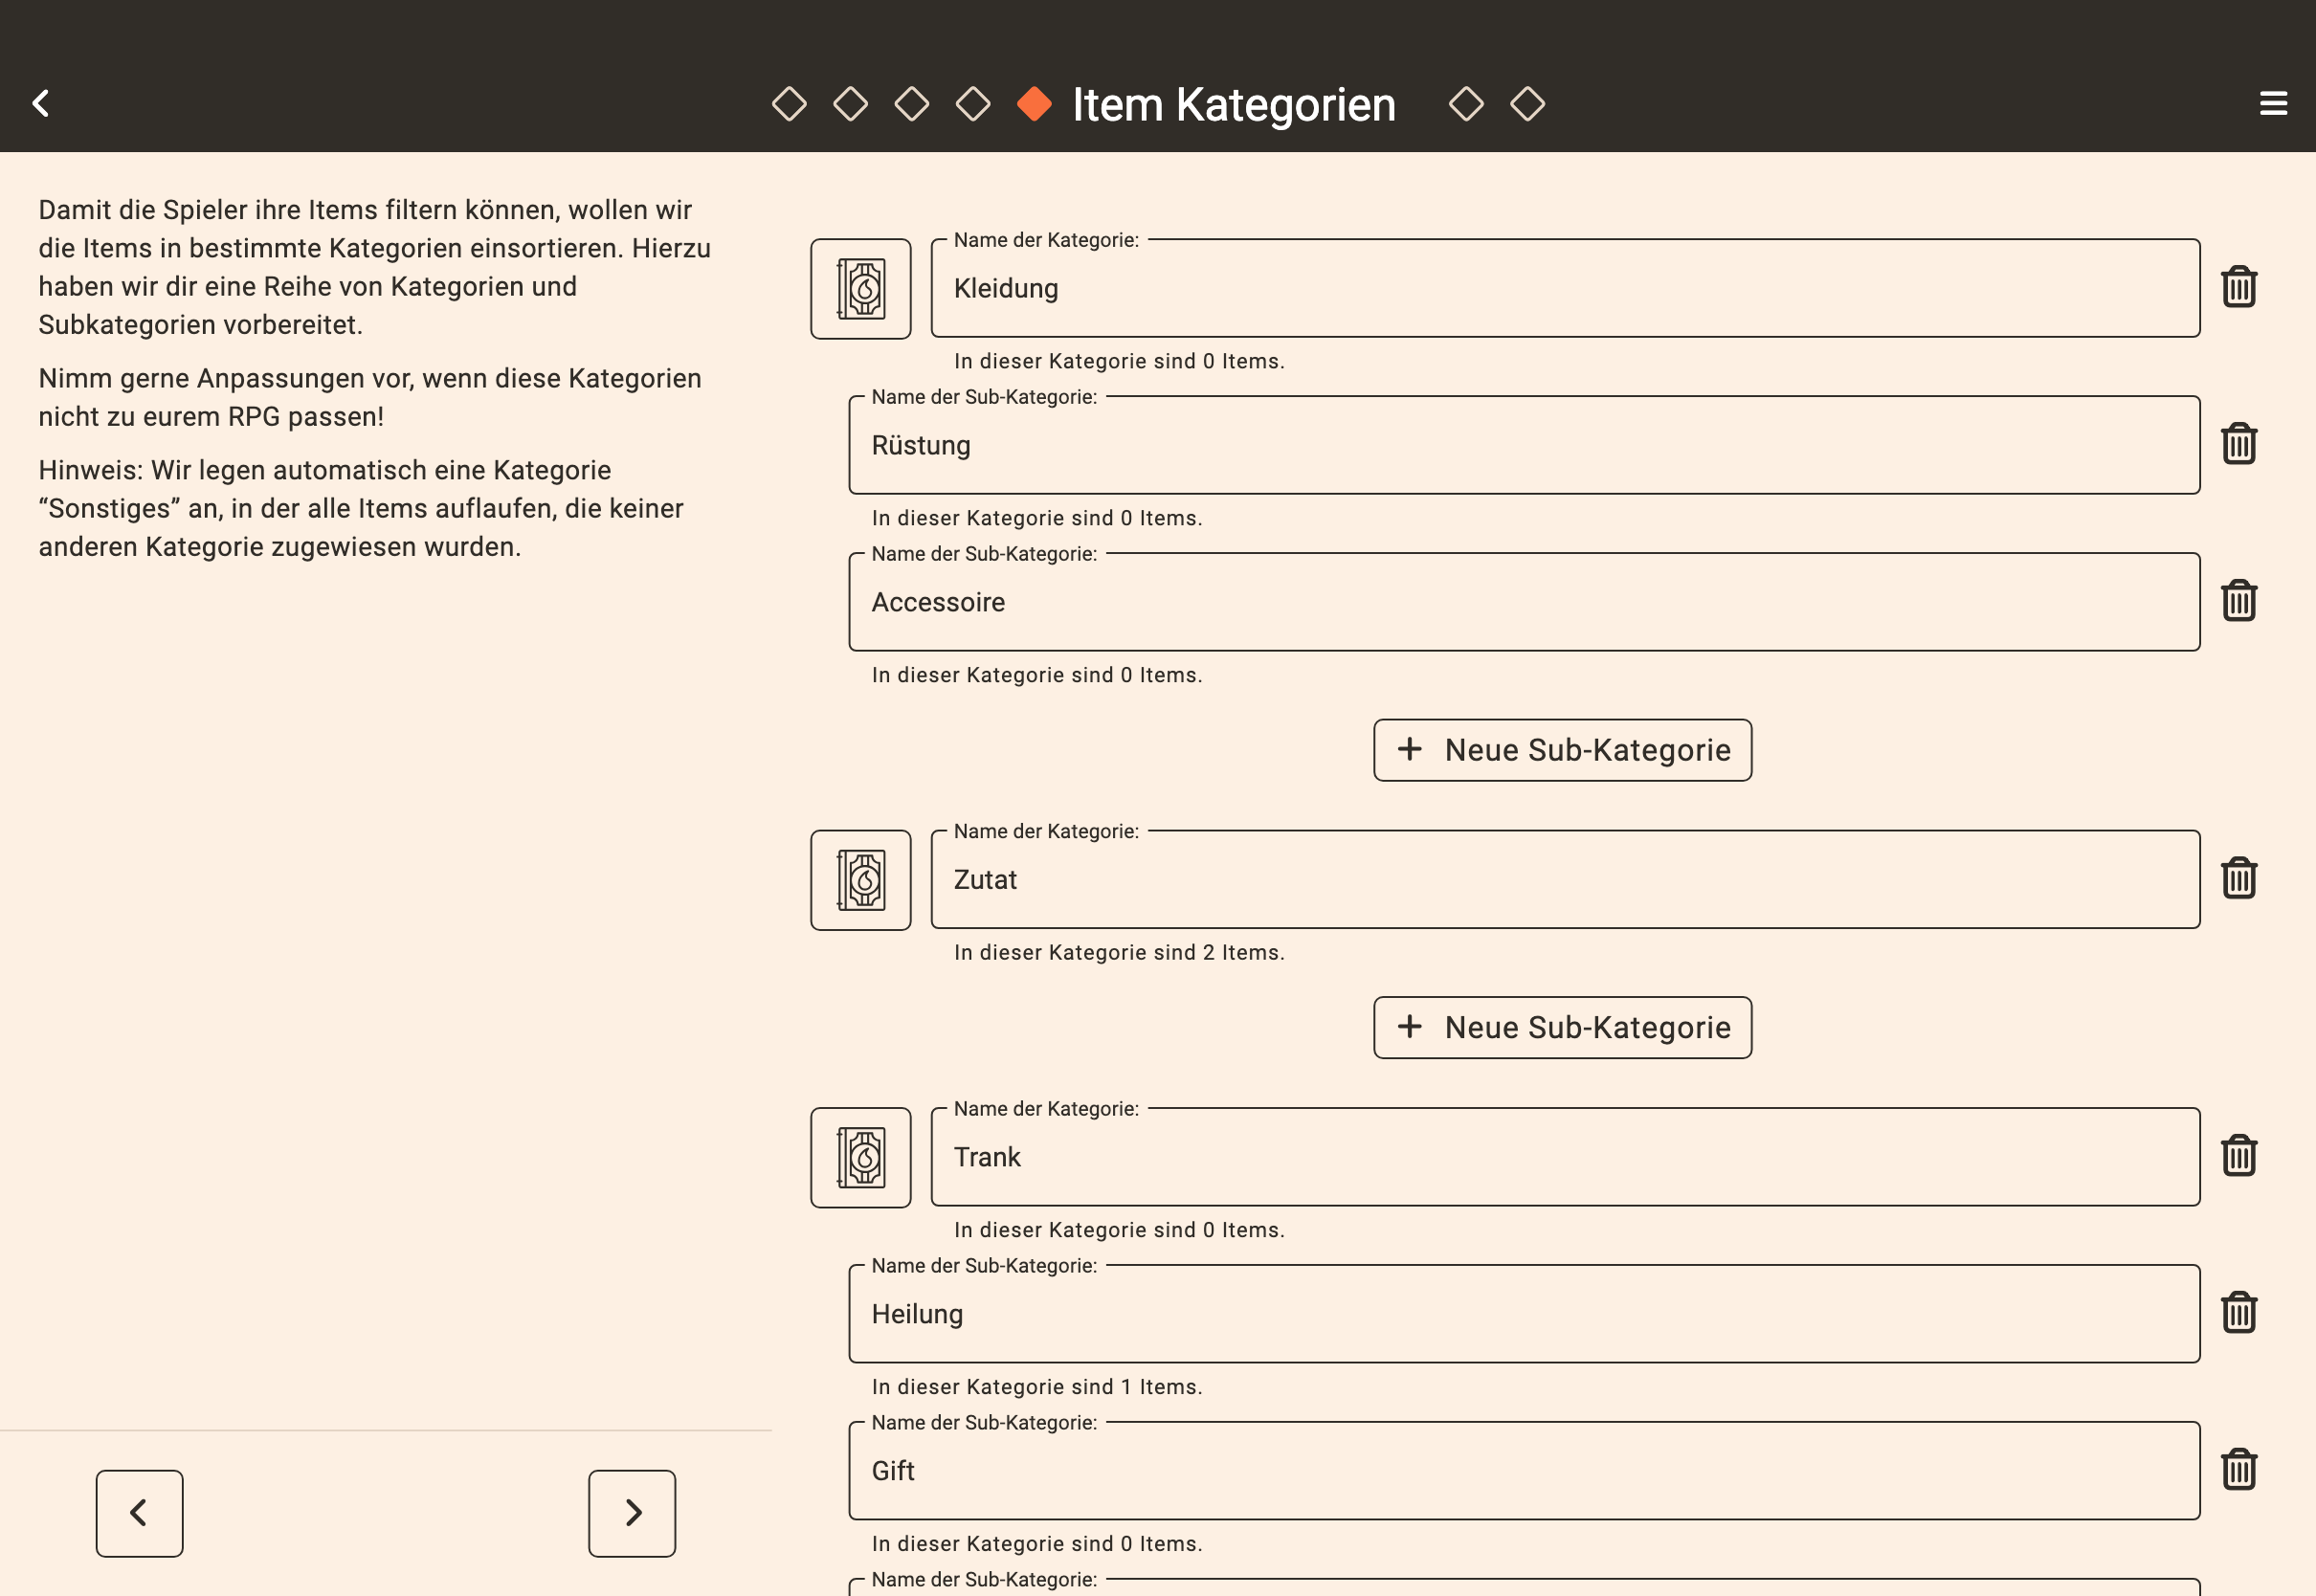 Item Kategorien
Damit die Spieler ihre Items filtern können, wollen wir
die Items in bestimmte Kategorien einsortieren. Hierzu
haben wir dir eine Reihe von Kategorien und
Subkategorien vorbereitet.
Nimm gerne Anpassungen vor, wenn diese Kategorien
nicht zu eurem RPG passen!
Hinweis: Wir legen automatisch eine Kategorie
“Sonstiges” an, in der alle Items auflaufen, die keiner
anderen Kategorie zugewiesen wurden.
Name der Kategorie:
Kleidung
In dieser Kategorie sind 0 Items.
Name der Sub-Kategorie:
Rüstung
In dieser Kategorie sind 0 Items.
Name der Sub-Kategorie:
Accessoire
In dieser Kategorie sind 0 Items.
+ Neue Sub-Kategorie
Name der Kategorie:
Zutat
In dieser Kategorie sind 2 Items.
+ Neue Sub-Kategorie
Name der Kategorie:
Trank
In dieser Kategorie sind 0 Items.
Name der Sub-Kategorie:
Heilung
In dieser Kategorie sind 1 Items.
Name der Sub-Kategorie:
Gift
In dieser Kategorie sind 0 Items.
Name der Sub-Kategorie: